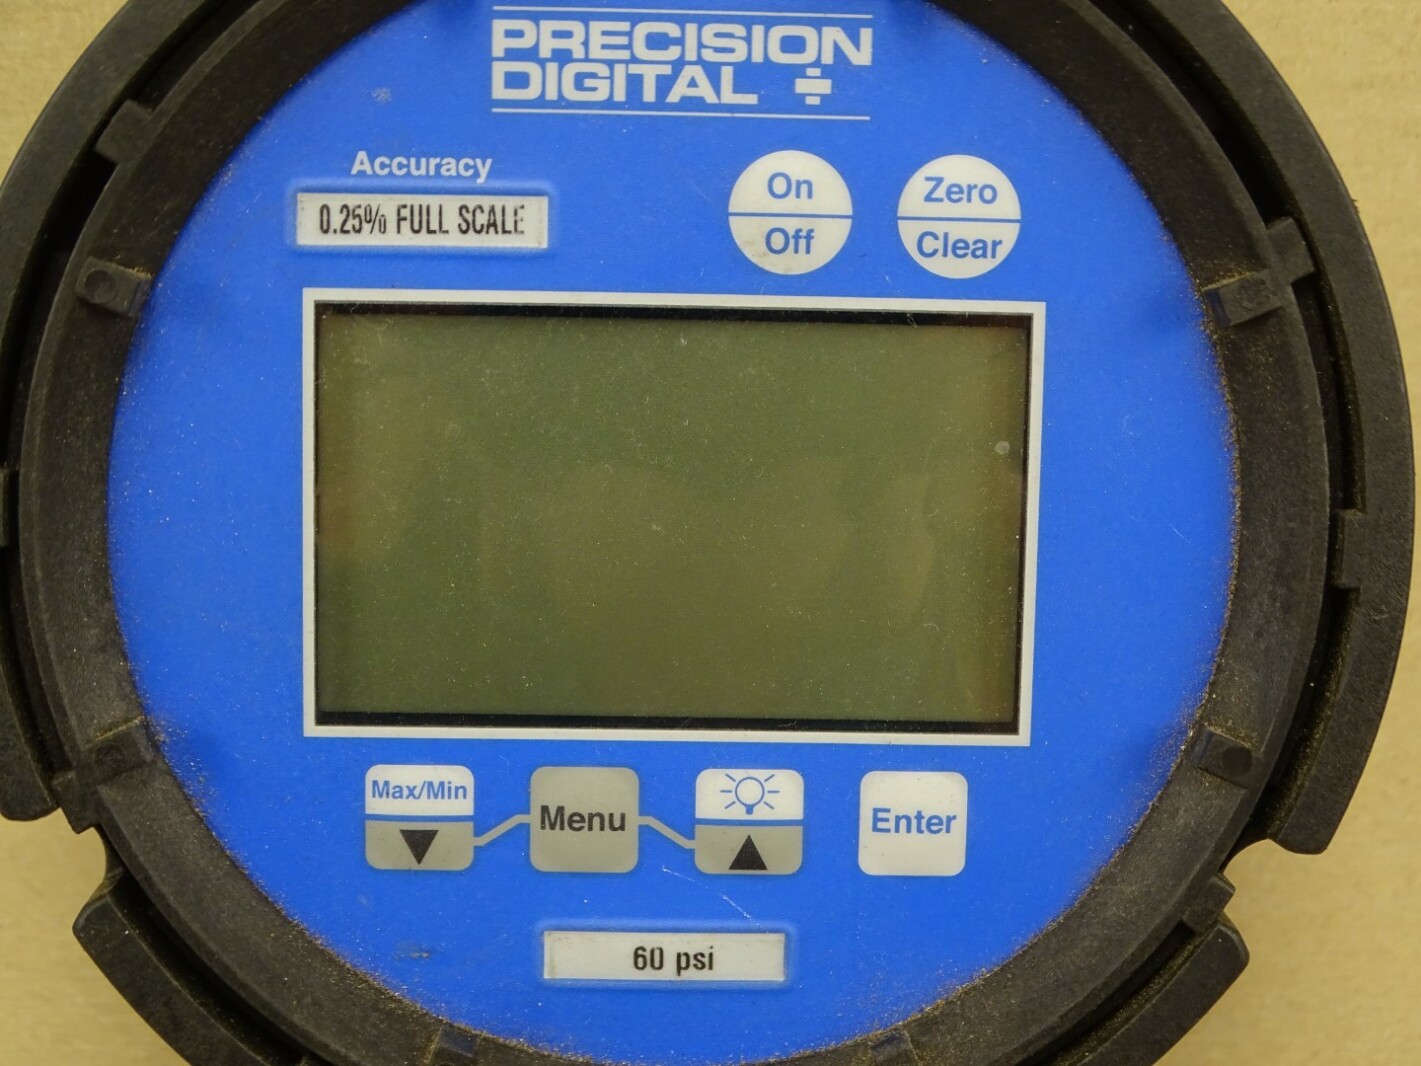 PRECISION
DIGITAL
Accuracy
0.25% FULL SCALE
On
Off
Zero
Clear
Max/Min
Menu
Enter
60 psi